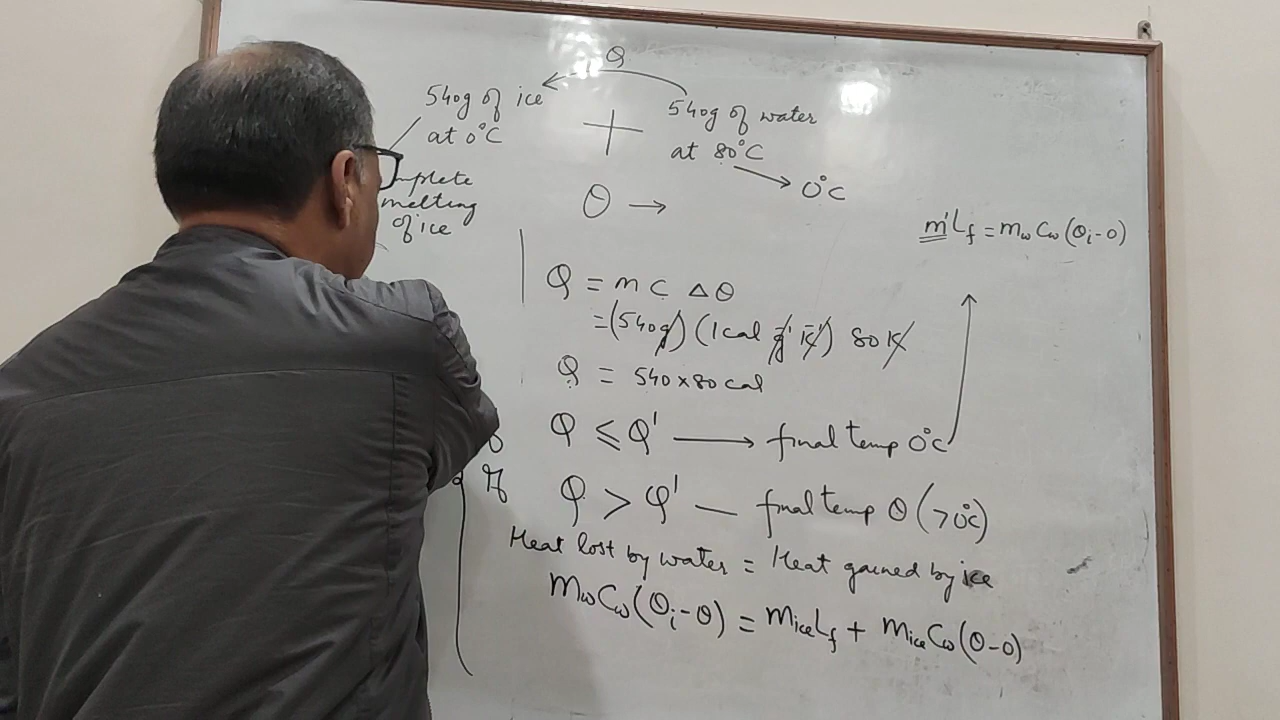 Q
540g of ice
at 0°C
+
540g of water
at 80°C
0°C
melting
of ice
θ →
m'Lf = mwCw(θi-0)
Q = m C Δθ
=(540g)(1cal g⁻¹ K⁻¹) 80K
Q = 540×80 cal
Q ≤ Q' → final temp 0°C
If Q > Q' — final temp θ (>0°C)
Heat lost by water = Heat gained by ice
MwCw(θi-θ) = MiceLf + MiceCw(θ-0)